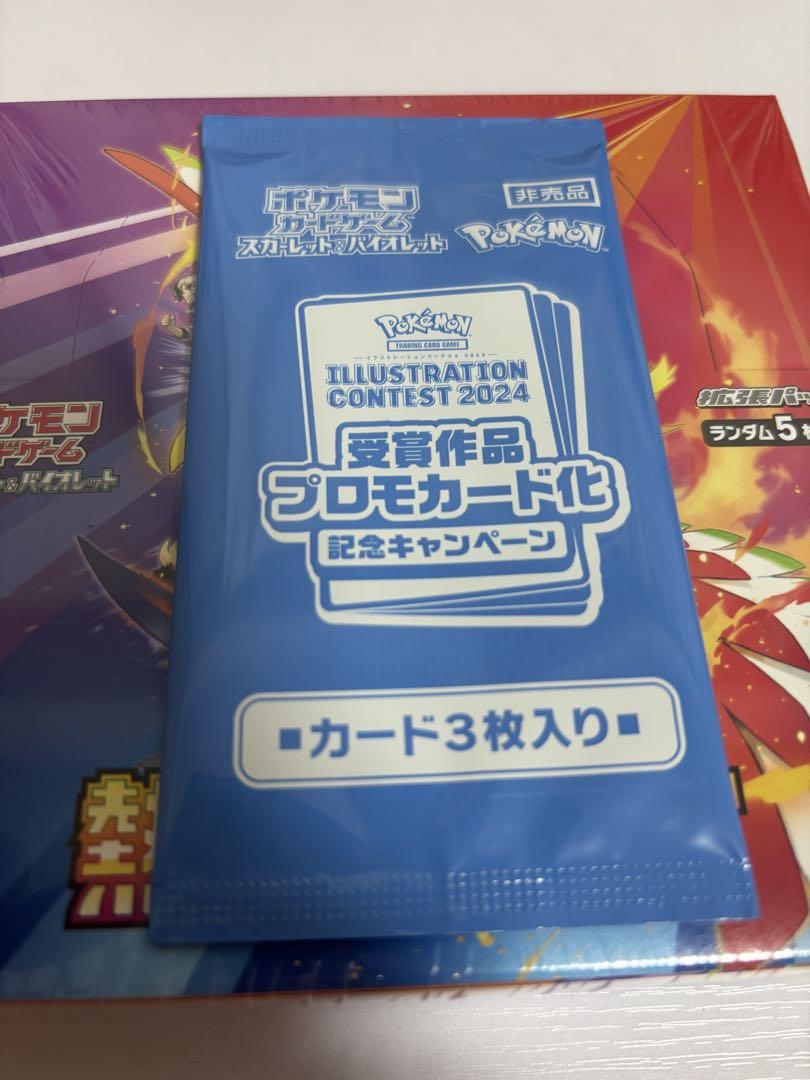 ポケモン
カードゲーム
スカーレット&バイオレット
非売品
Pokémon
Pokémon
TRADING CARD GAME
イラストレーションコンテスト 2024
ILLUSTRATION
CONTEST 2024
受賞作品
プロモカード化
記念キャンペーン
■カード3枚入り■
ケモン
ドゲーム
&バイオレット
拡張パッ
ランダム5枚
熱